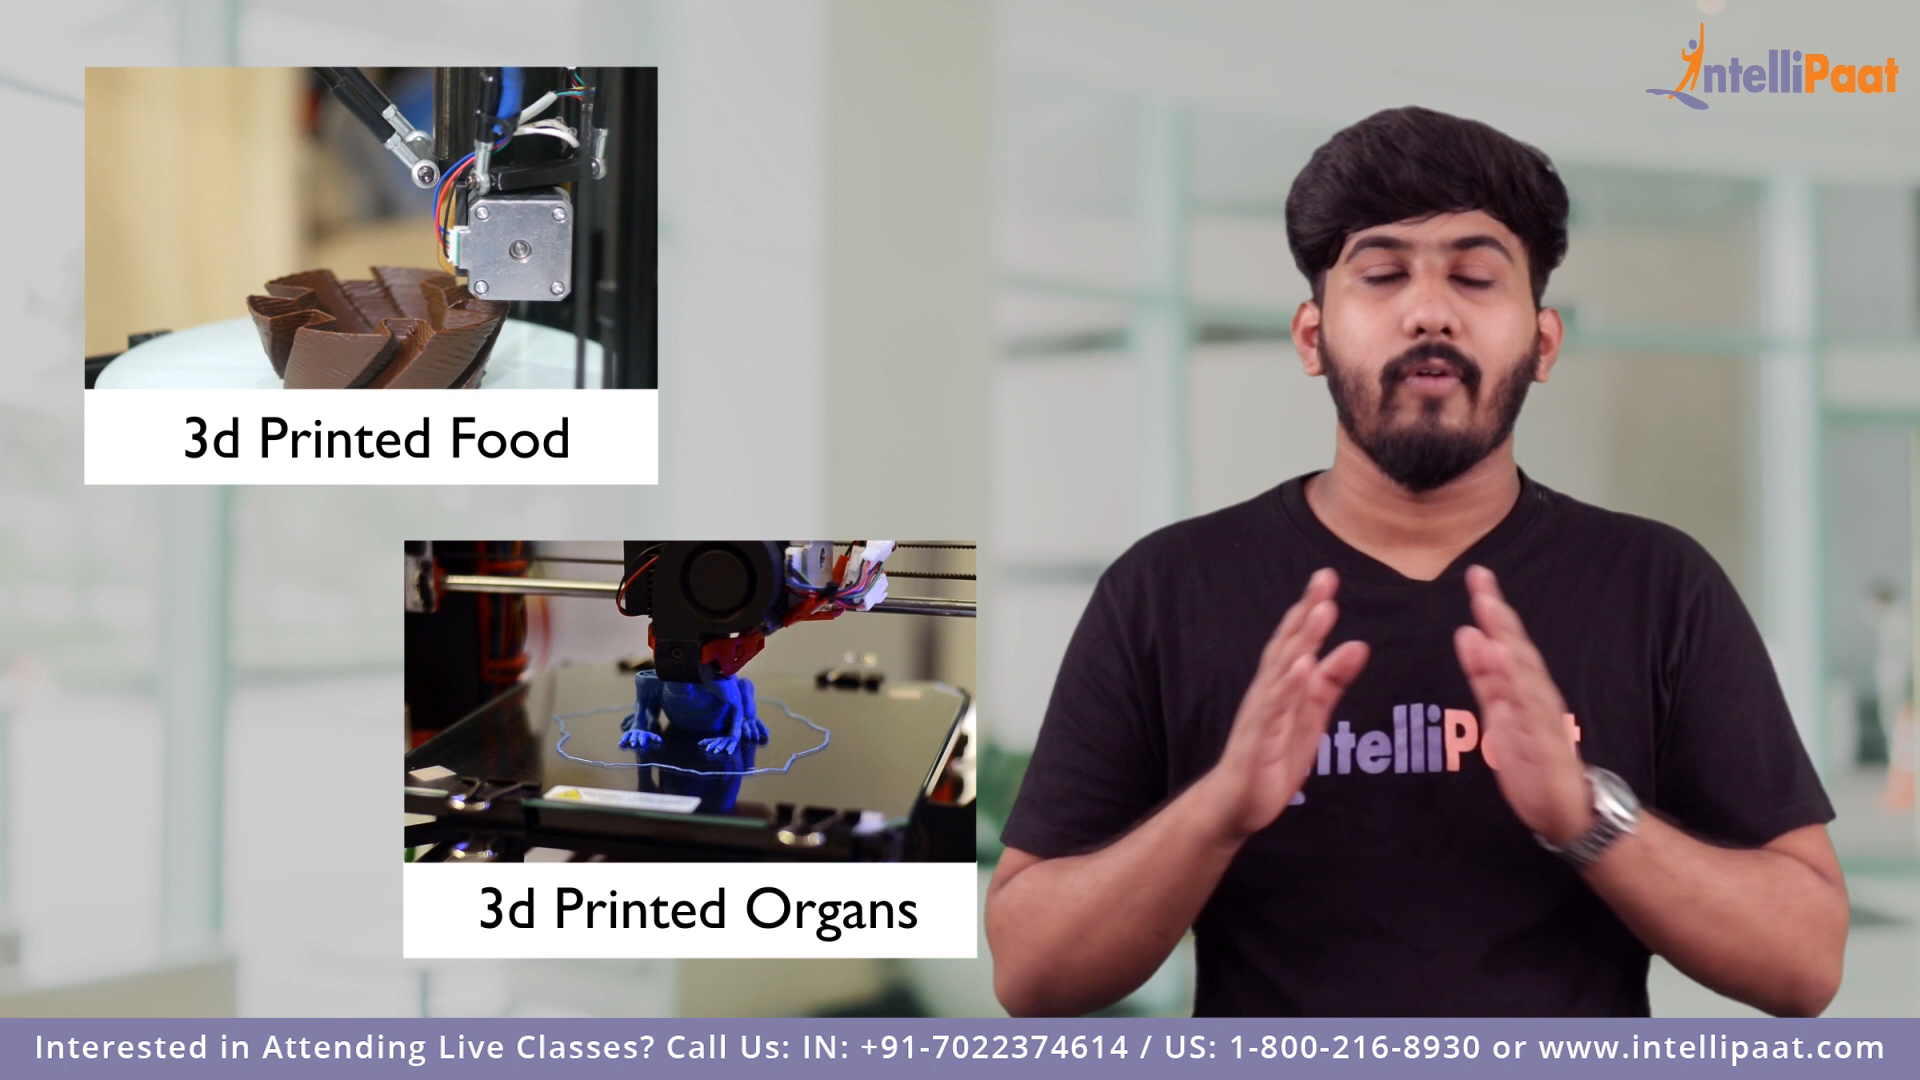 IntelliPaat
3d Printed Food
3d Printed Organs
ntelliP t
Interested in Attending Live Classes? Call Us: IN: +91-7022374614 / US: 1-800-216-8930 or www.intellipaat.com